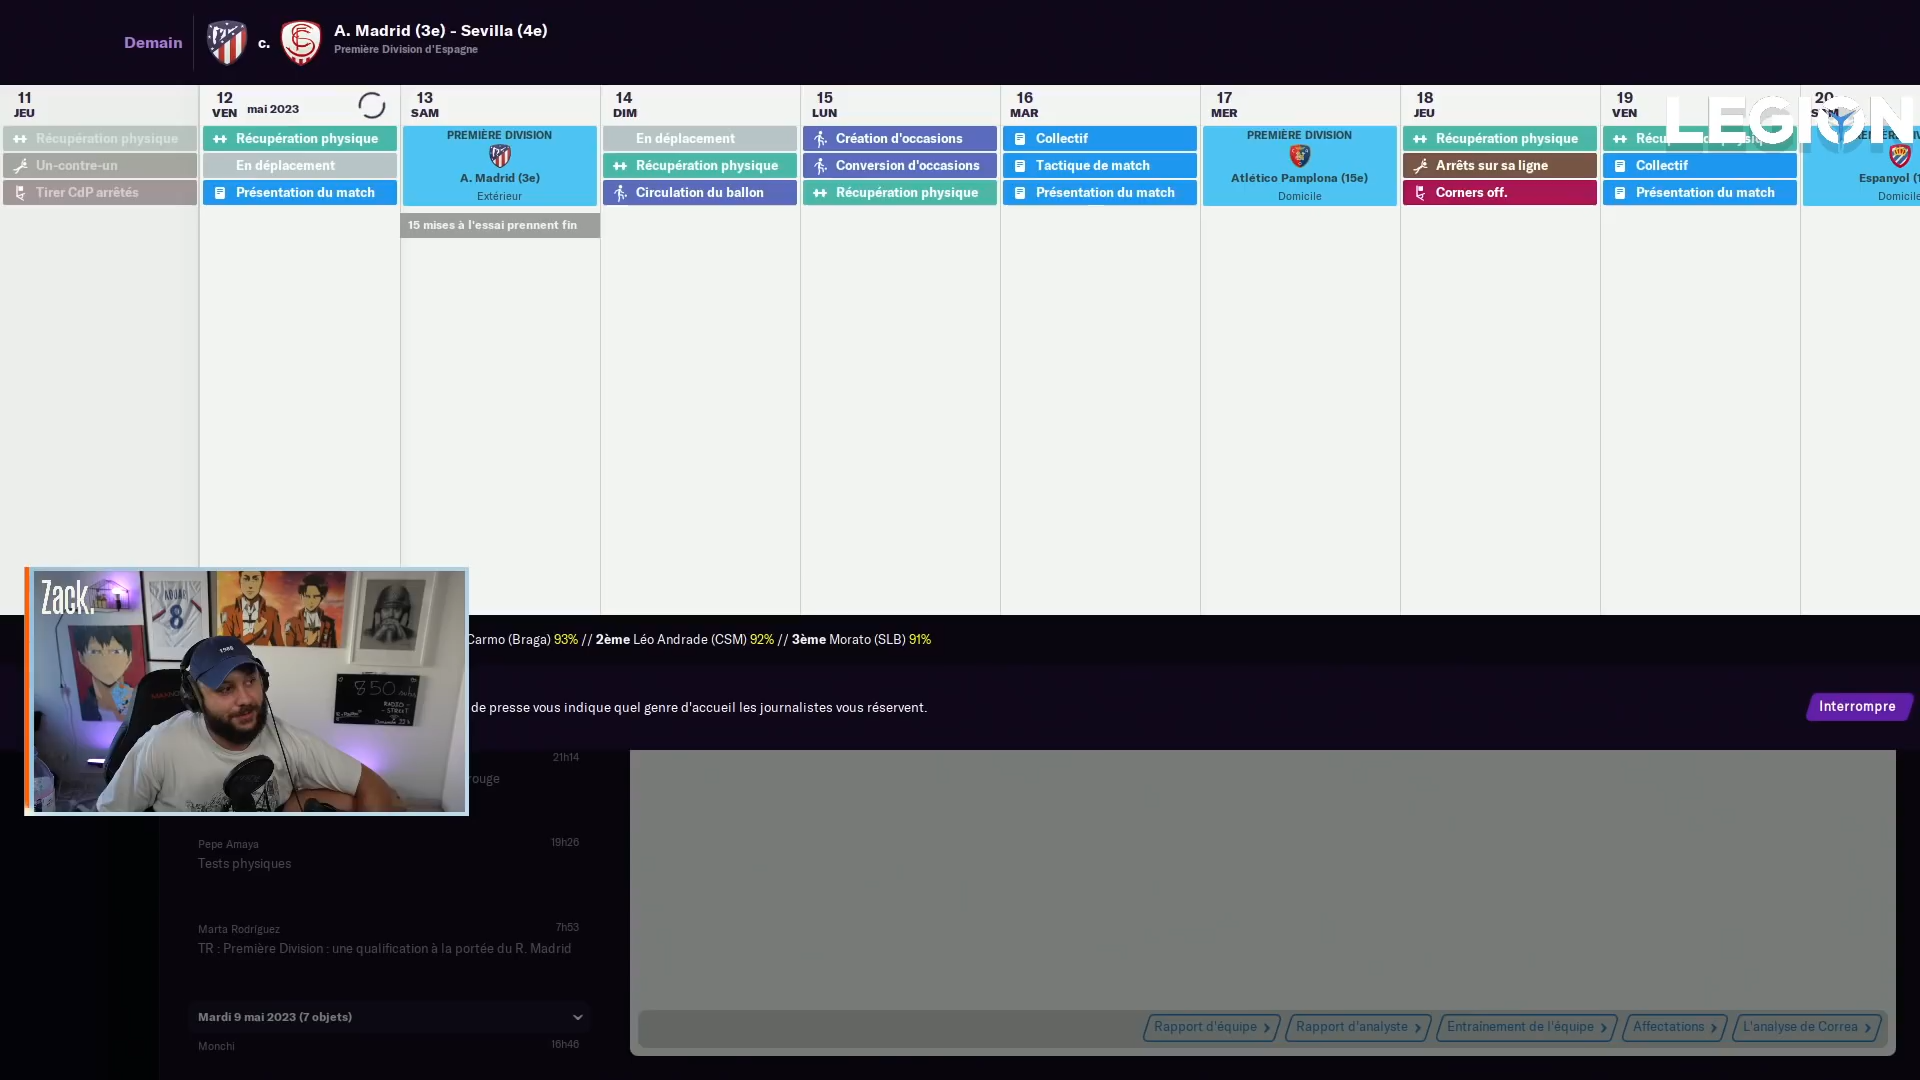 Demain
c.
A. Madrid (3e) - Sevilla (4e)
Première Division d'Espagne
11
JEU
Récupération physique
Un-contre-un
Tirer CdP arrêtés
12
VEN mai 2023
Récupération physique
En déplacement
Présentation du match
13
SAM
PREMIÈRE DIVISION
A. Madrid (3e)
Extérieur
15 mises à l'essai prennent fin
14
DIM
En déplacement
Récupération physique
Circulation du ballon
15
LUN
Création d'occasions
Conversion d'occasions
Récupération physique
16
MAR
Collectif
Tactique de match
Présentation du match
17
MER
PREMIÈRE DIVISION
Atlético Pamplona (15e)
Domicile
18
JEU
Récupération physique
Arrêts sur sa ligne
Corners off.
19
VEN
Collectif
Présentation du match
20
Espanyol
LEGION
Zack.
ADJAR
8
1986
850
RADIO
STREET
Carmo (Braga) 93% // 2ème Léo Andrade (CSM) 92% // 3ème Morato (SLB) 91%
de presse vous indique quel genre d'accueil les journalistes vous réservent.
Interrompre
21h14
rouge
Pepe Amaya 19h26
Tests physiques
Marta Rodríguez 7h53
TR : Première Division : une qualification à la portée du R. Madrid
Mardi 9 mai 2023 (7 objets)
Monchi 16h46
Rapport d'équipe
Rapport d'analyste
Entraînement de l'équipe
Affectations
L'analyse de Correa